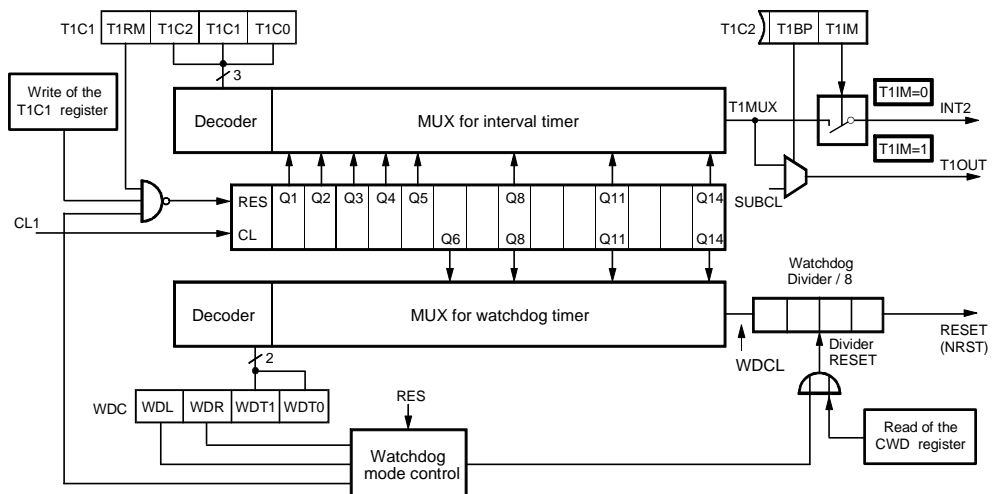 T1C1 T1RM T1C2 T1C1 T1C0
T1C2 T1BP T1IM
3
Write of the
T1C1 register
Decoder
MUX for interval timer
T1MUX
T1IM=0
INT2
T1IM=1
T1OUT
SUBCL
RES
Q1 Q2 Q3 Q4 Q5 Q8 Q11 Q14
CL1
CL
Q6 Q8 Q11 Q14
Watchdog
Divider / 8
Decoder
MUX for watchdog timer
RESET
(NRST)
Divider
RESET
WDCL
2
WDC WDL WDR WDT1 WDT0
RES
Read of the
CWD register
Watchdog
mode control